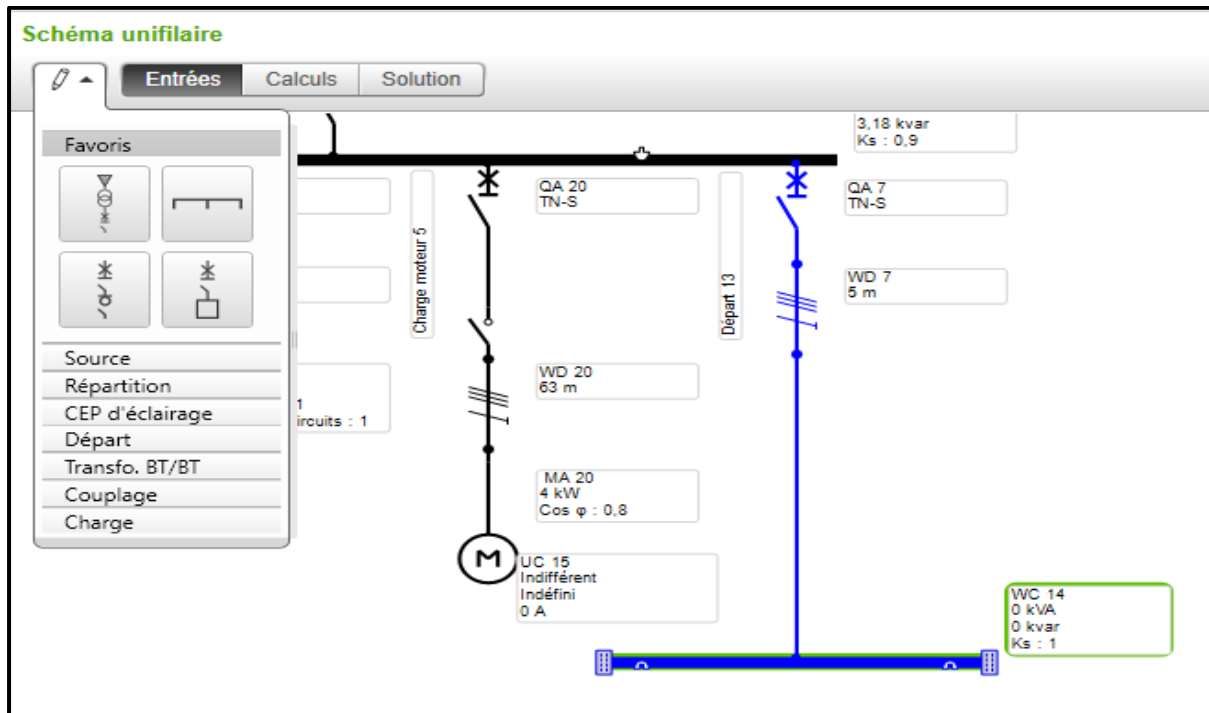 Schéma unifilaire
Entrées
Calculs
Solution
Favoris
Source
Répartition
CEP d'éclairage
Départ
Transfo. BT/BT
Couplage
Charge
1
ircuits : 1
Charge moteur 5
QA 20
TN-S
WD 20
63 m
MA 20
4 kW
Cos φ : 0,8
M
UC 15
Indifférent
Indéfini
0 A
Départ 13
3,18 kvar
Ks : 0,9
QA 7
TN-S
WD 7
5 m
WC 14
0 kVA
0 kvar
Ks : 1